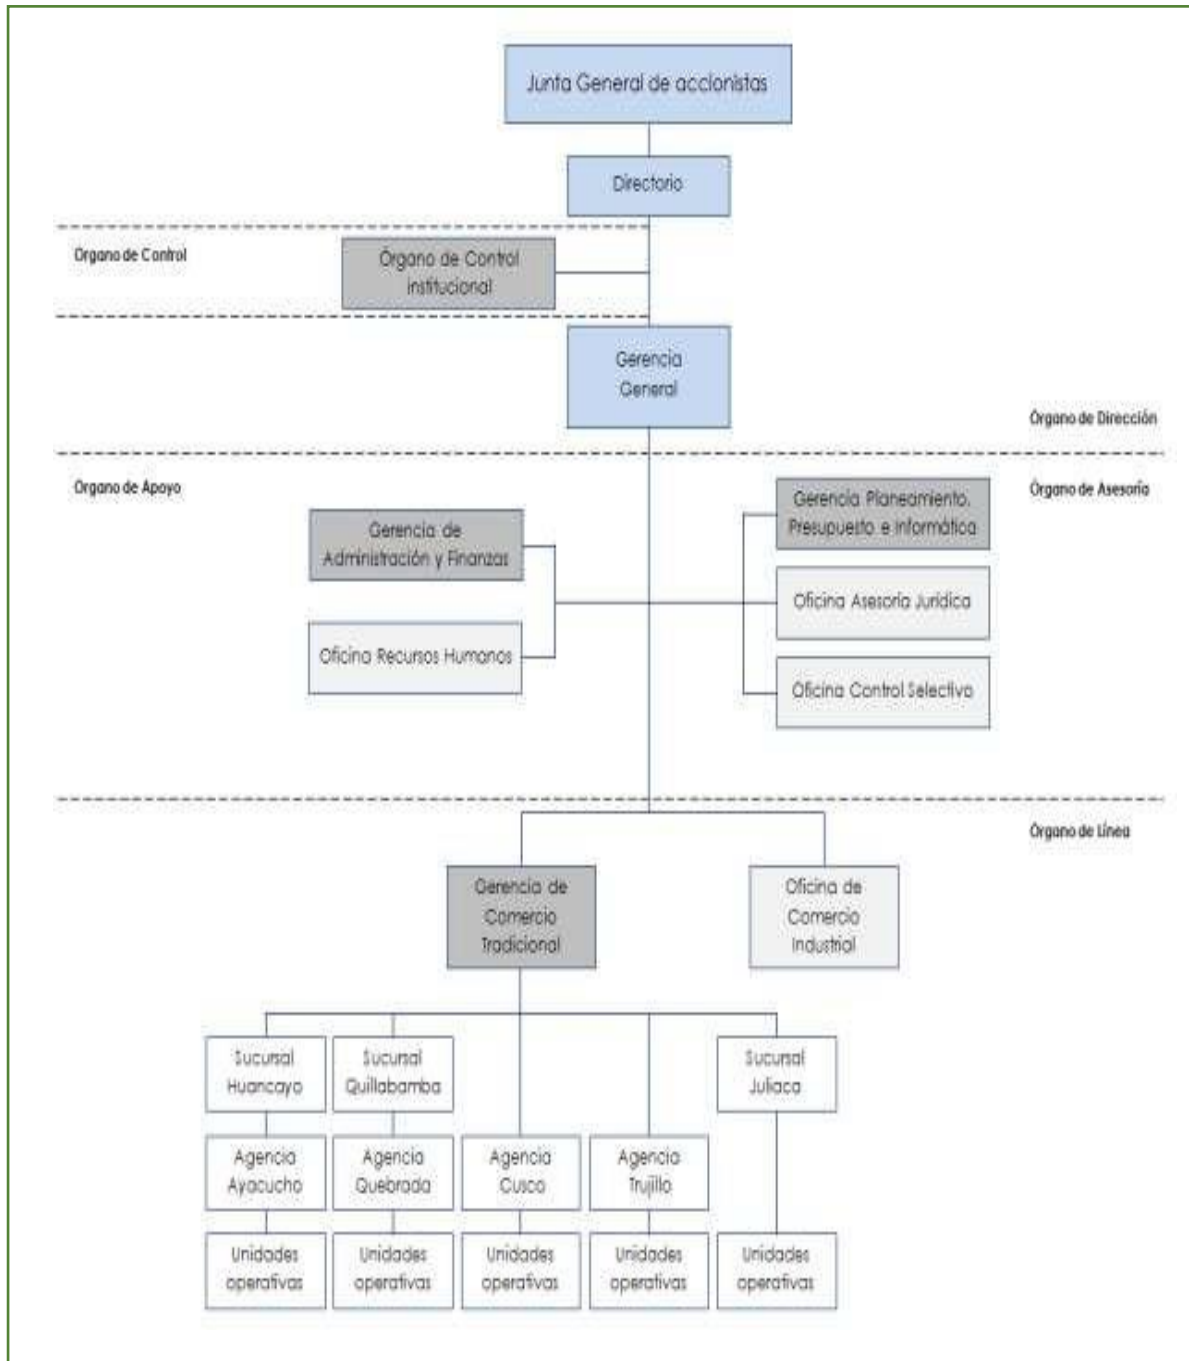 Junta General de accionistas
Directorio
Órgano de Control
Órgano de Control
institucional
Gerencia
General
Órgano de Dirección
Órgano de Apoyo
Órgano de Asesoría
Gerencia Planeamiento,
Presupuesto e Informática
Gerencia de
Administración y Finanzas
Oficina Asesoría Jurídica
Oficina Recursos Humanos
Oficina Control Selectivo
Órgano de Línea
Gerencia de
Comercio
Tradicional
Oficina de
Comercio
Industrial
Sucursal
Huancayo
Sucursal
Quillabamba
Sucursal
Juliaca
Agencia
Ayacucho
Agencia
Quebrada
Agencia
Cusco
Agencia
Trujillo
Unidades
operativas
Unidades
operativas
Unidades
operativas
Unidades
operativas
Unidades
operativas